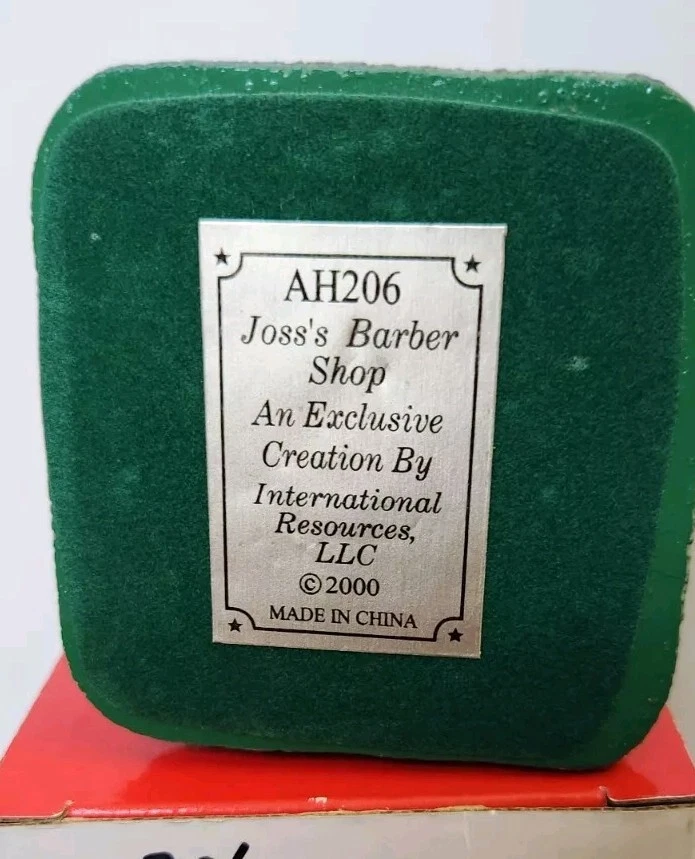 AH206
Joss's Barber
Shop
An Exclusive
Creation By
International
Resources,
LLC
©2000
MADE IN CHINA